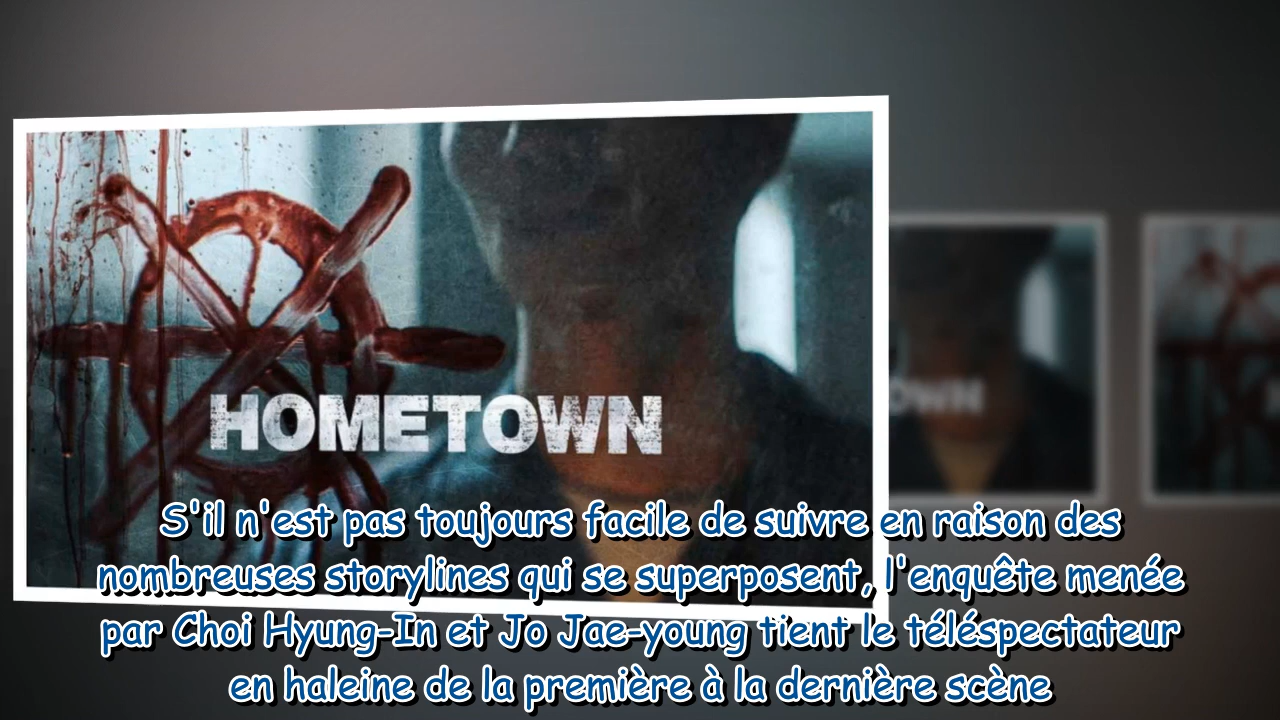 HOMETOWN
OWN
S'il n'est pas toujours facile de suivre en raison des
nombreuses storylines qui se superposent, l'enquête menée
par Choi Hyung-In et Jo Jae-young tient le téléspectateur
en haleine de la première à la dernière scène